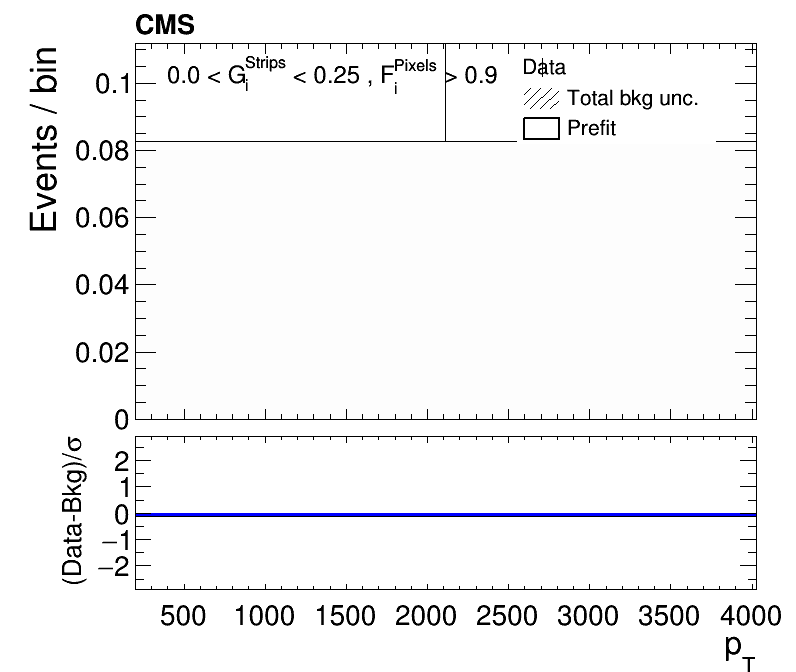 CMS
Events / bin
0.0 < G_i^Strips < 0.25 , F_i^Pixels > 0.9
Data
Total bkg unc.
Prefit
0.1
0.08
0.06
0.04
0.02
0
(Data-Bkg)/σ
2
1
0
−1
−2
500 1000 1500 2000 2500 3000 3500 4000
p_T